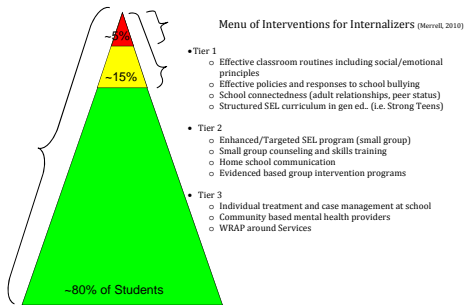 Menu of Interventions for Internalizers (Merrell, 2010)
~5%
~15%
~80% of Students
• Tier 1
o Effective classroom routines including social/emotional
principles
o Effective policies and responses to school bullying
o School connectedness (adult relationships, peer status)
o Structured SEL curriculum in gen ed.. (i.e. Strong Teens)
• Tier 2
o Enhanced/Targeted SEL program (small group)
o Small group counseling and skills training
o Home school communication
o Evidenced based group intervention programs
• Tier 3
o Individual treatment and case management at school
o Community based mental health providers
o WRAP around Services